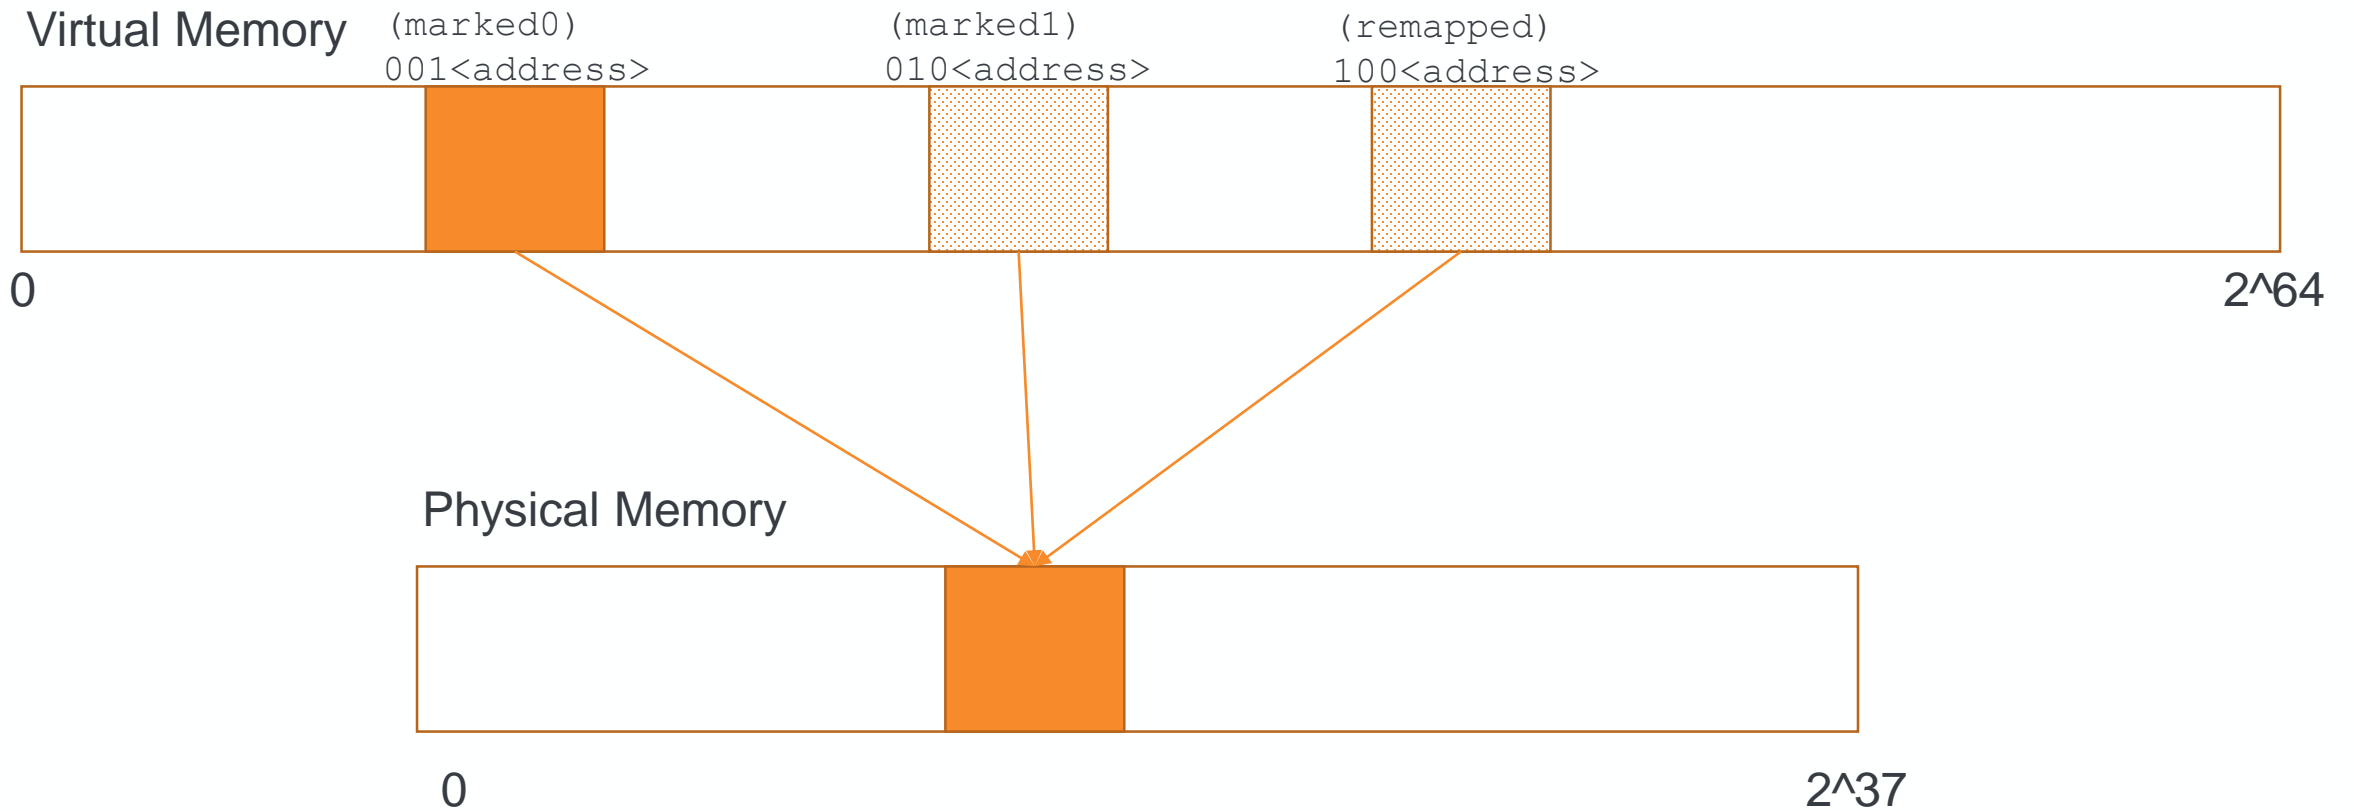 Virtual Memory
(marked0)
001<address>
(marked1)
010<address>
(remapped)
100<address>
0
2^64
Physical Memory
0
2^37